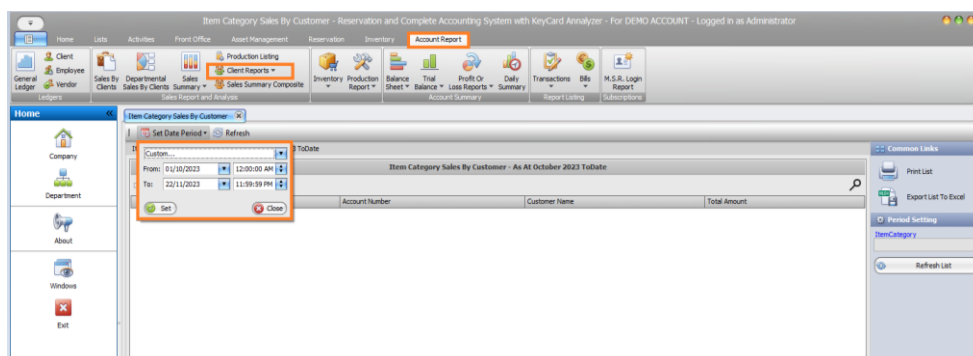 Item Category Sales By Customer - Reservation and Complete Accounting System with KeyCard Annalyzer - For DEMO ACCOUNT - Logged in as Administrator
Home Lists Activities Front Office Asset Management Reservation Inventory Account Report
Client
Employee
Vendor
General Ledger
Ledgers
Sales By Clients
Departmental Sales By Clients
Sales Summary
Production Listing
Client Reports
Sales Summary Composite
Sales Report and Analysis
Inventory
Production Report
Balance Sheet
Trial Balance
Profit Or Loss Reports
Daily Summary
Account Summary
Transactions
Bills
Report Listing
M.S.R. Login Report
Subscriptions
Home
Company
Department
About
Windows
Exit
Item Category Sales By Customer
Set Date Period Refresh
ToDate
Custom...
From: 01/10/2023 12:00:00 AM
To: 22/11/2023 11:59:59 PM
Set Close
Item Category Sales By Customer - As At October 2023 ToDate
Account Number Customer Name Total Amount
Common Links
Print List
Export List To Excel
Period Setting
ItemCategory
Refresh List